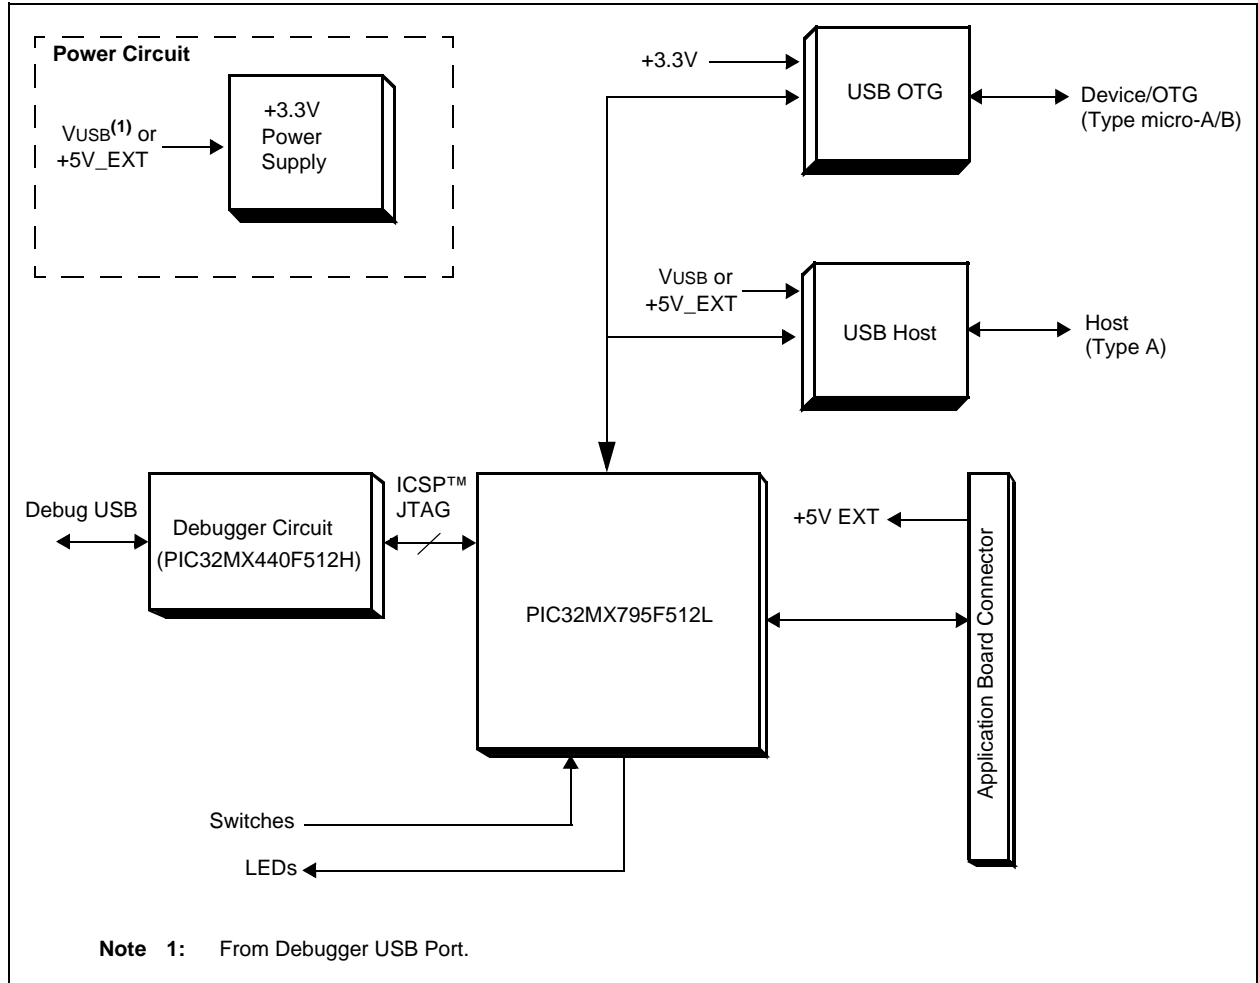 Power Circuit
+3.3V
Power
Supply
VUSB(1) or
+5V_EXT
+3.3V
USB OTG
Device/OTG
(Type micro-A/B)
VUSB or
+5V_EXT
USB Host
Host
(Type A)
Debug USB
Debugger Circuit
(PIC32MX440F512H)
ICSP™
JTAG
PIC32MX795F512L
+5V EXT
Application Board Connector
Switches
LEDs
Note 1: From Debugger USB Port.